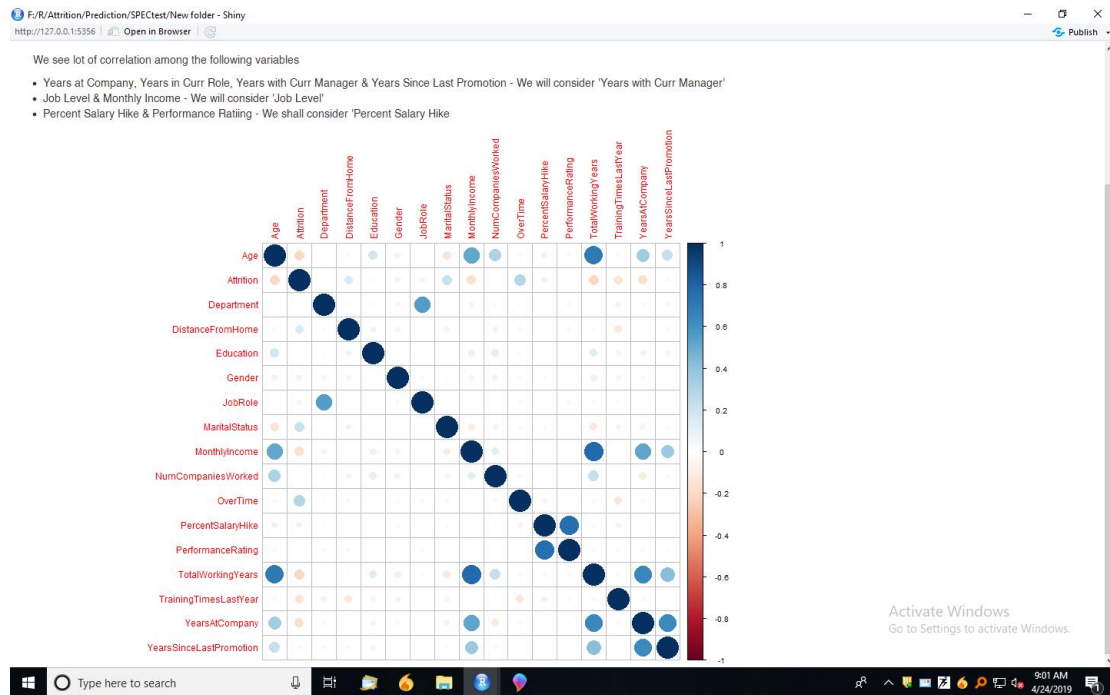 F:/R/Attrition/Prediction/SPECtest/New folder - Shiny
http://127.0.0.1:5356 Open in Browser Publish
We see lot of correlation among the following variables
• Years at Company, Years in Curr Role, Years with Curr Manager & Years Since Last Promotion - We will consider 'Years with Curr Manager'
• Job Level & Monthly Income - We will consider 'Job Level'
• Percent Salary Hike & Performance Ratiing - We shall consider 'Percent Salary Hike
Age
Attrition
Department
DistanceFromHome
Education
Gender
JobRole
MaritalStatus
MonthlyIncome
NumCompaniesWorked
OverTime
PercentSalaryHike
PerformanceRating
TotalWorkingYears
TrainingTimesLastYear
YearsAtCompany
YearsSinceLastPromotion
Age
Attrition
Department
DistanceFromHome
Education
Gender
JobRole
MaritalStatus
MonthlyIncome
NumCompaniesWorked
OverTime
PercentSalaryHike
PerformanceRating
TotalWorkingYears
TrainingTimesLastYear
YearsAtCompany
YearsSinceLastPromotion
1
0.8
0.6
0.4
0.2
0
-0.2
-0.4
-0.6
-0.8
-1
Activate Windows
Go to Settings to activate Windows.
Type here to search
9:01 AM
4/24/2019
1